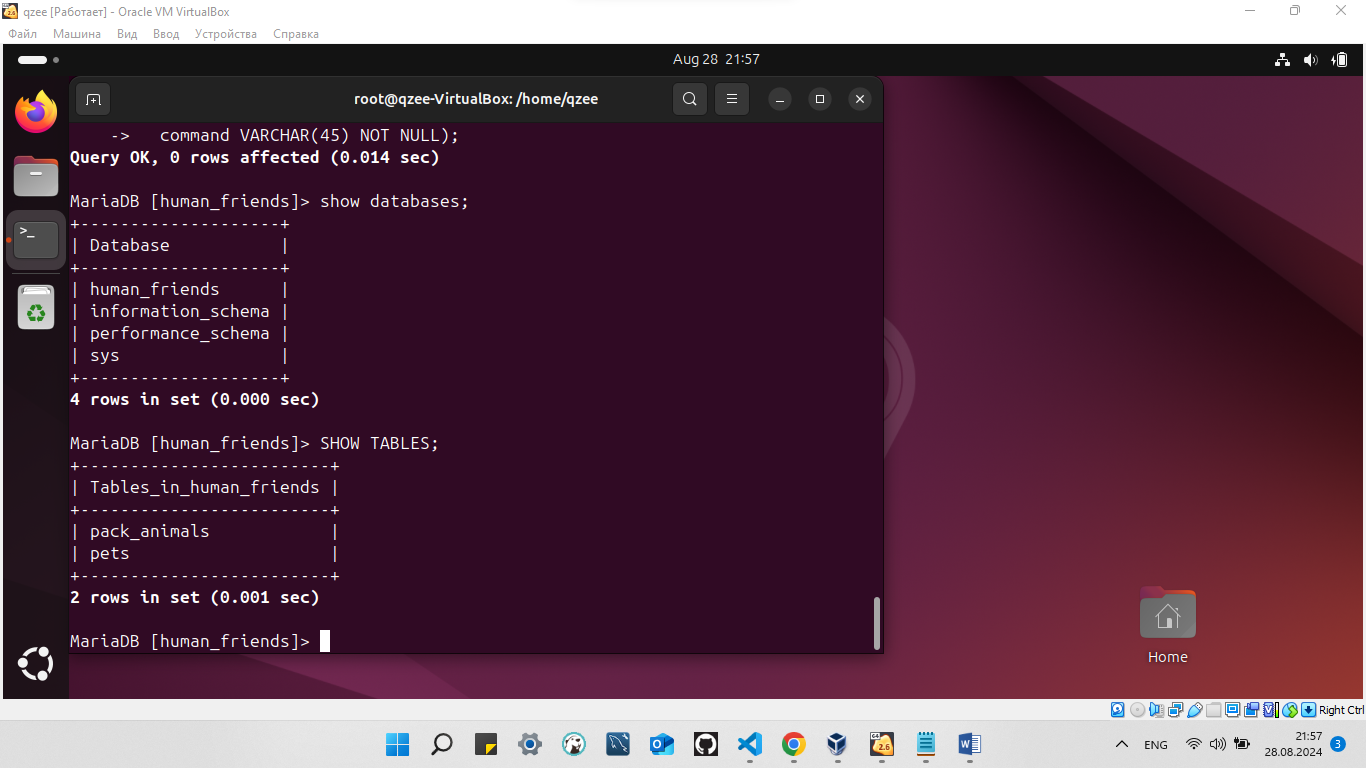 qzee [Работает] - Oracle VM VirtualBox
Файл Машина Вид Ввод Устройства Справка
Aug 28 21:57
root@qzee-VirtualBox: /home/qzee
    ->   command VARCHAR(45) NOT NULL);
Query OK, 0 rows affected (0.014 sec)
MariaDB [human_friends]> show databases;
+--------------------+
| Database           |
+--------------------+
| human_friends      |
| information_schema |
| performance_schema |
| sys                |
+--------------------+
4 rows in set (0.000 sec)
MariaDB [human_friends]> SHOW TABLES;
+-------------------------+
| Tables_in_human_friends |
+-------------------------+
| pack_animals            |
| pets                    |
+-------------------------+
2 rows in set (0.001 sec)
MariaDB [human_friends]>
Home
Right Ctrl
2.6
ENG
21:57
28.08.2024
3